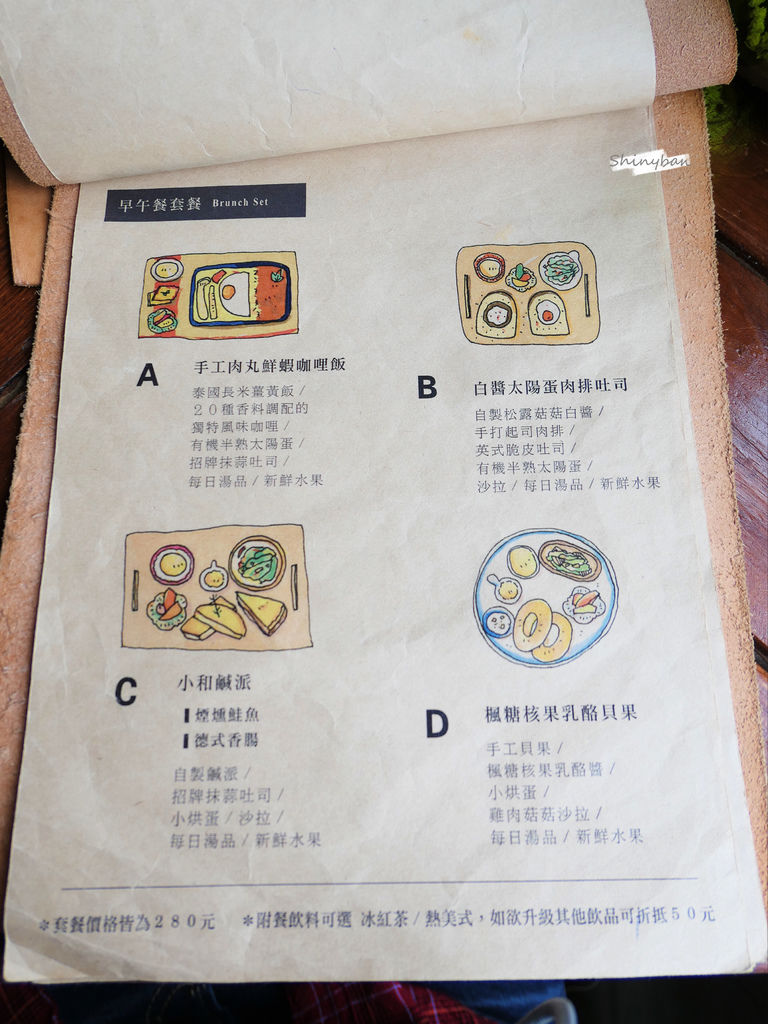 Shinyban
早午餐套餐 Brunch Set
A 手工肉丸鮮蝦咖哩飯
泰國長米薑黃飯 /
20種香料調配的
獨特風味咖哩 /
有機半熟太陽蛋 /
招牌抹蒜吐司 /
每日湯品 / 新鮮水果
B 白醬太陽蛋肉排吐司
自製松露菇菇白醬 /
手打起司肉排 /
英式脆皮吐司 /
有機半熟太陽蛋 /
沙拉 / 每日湯品 / 新鮮水果
C 小和鹹派
煙燻鮭魚
德式香腸
自製鹹派 /
招牌抹蒜吐司 /
小烘蛋 / 沙拉 /
每日湯品 / 新鮮水果
D 楓糖核果乳酪貝果
手工貝果 /
楓糖核果乳酪醬 /
小烘蛋 /
雞肉菇菇沙拉 /
每日湯品 / 新鮮水果
＊套餐價格皆為280元 ＊附餐飲料可選 冰紅茶 / 熱美式，如欲升級其他飲品可折抵50元